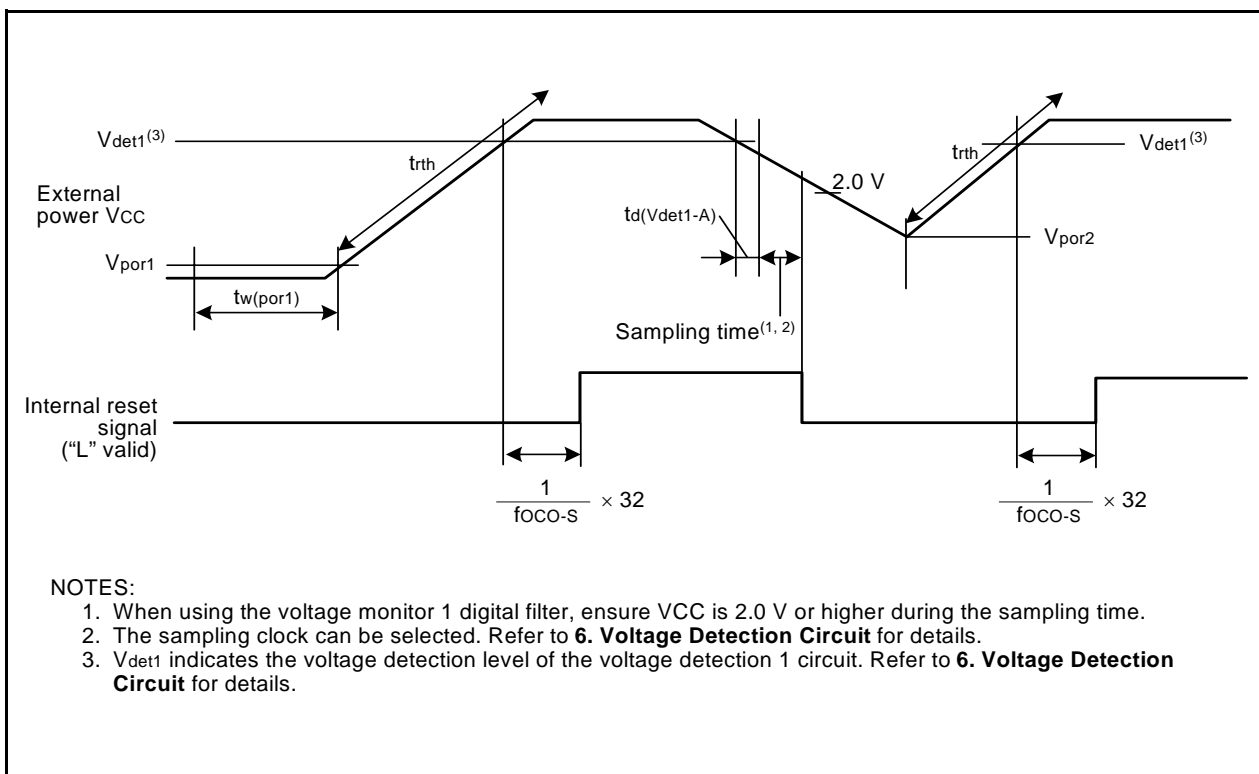 Vdet1(3)
trth
External
power VCC
Vpor1
tw(por1)
2.0 V
td(Vdet1-A)
Sampling time(1, 2)
trth
Vdet1(3)
Vpor2
Internal reset
signal
(“L” valid)
1
fOCO-S
× 32
1
fOCO-S
× 32
NOTES:
1. When using the voltage monitor 1 digital filter, ensure VCC is 2.0 V or higher during the sampling time.
2. The sampling clock can be selected. Refer to 6. Voltage Detection Circuit for details.
3. Vdet1 indicates the voltage detection level of the voltage detection 1 circuit. Refer to 6. Voltage Detection
Circuit for details.